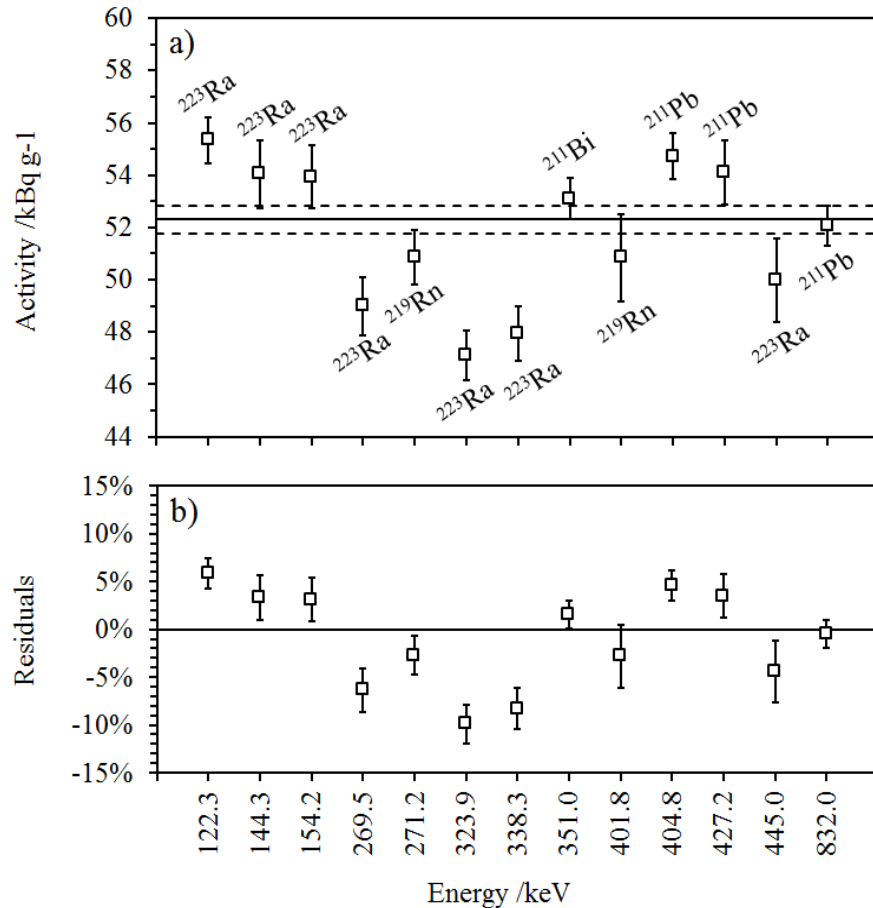 a)
60
58
56
54
52
50
48
46
44
Activity /kBq g-1
²²³Ra
²²³Ra
²²³Ra
²²³Ra
²¹⁹Rn
²²³Ra
²²³Ra
²¹¹Bi
²¹⁹Rn
²¹¹Pb
²¹¹Pb
²²³Ra
²¹¹Pb
b)
15%
10%
5%
0%
-5%
-10%
-15%
Residuals
122.3
144.3
154.2
269.5
271.2
323.9
338.3
351.0
401.8
404.8
427.2
445.0
832.0
Energy /keV